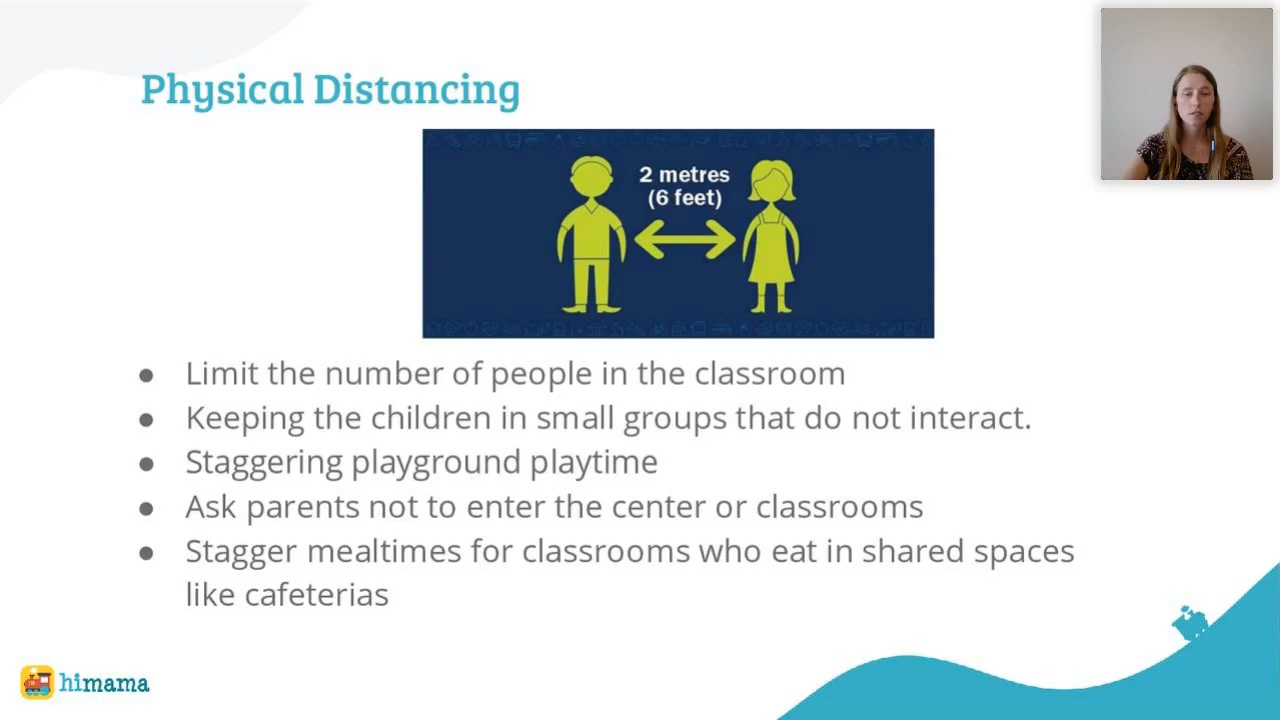 Physical Distancing
2 metres
(6 feet)
● Limit the number of people in the classroom
● Keeping the children in small groups that do not interact.
● Staggering playground playtime
● Ask parents not to enter the center or classrooms
● Stagger mealtimes for classrooms who eat in shared spaces
like cafeterias
himama